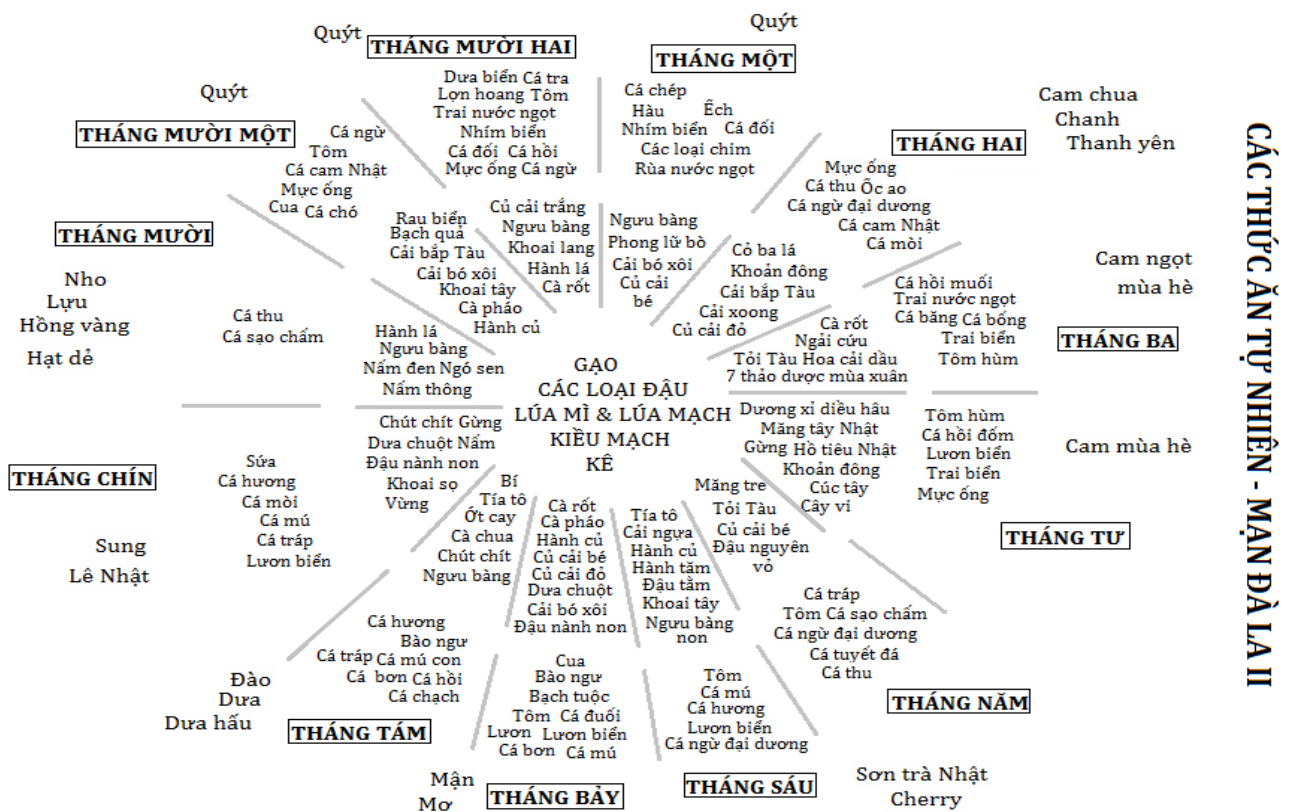 CÁC THỨC ĂN TỰ NHIÊN - MẠN ĐÀ LA II
GẠO
CÁC LOẠI ĐẬU
LÚA MÌ & LÚA MẠCH
KIỀU MẠCH
KÊ
Quýt
THÁNG MỘT
Cá chép
Hàu Ếch
Nhím biển Cá đối
Các loại chim
Rùa nước ngọt
Ngưu bàng
Phong lữ bò
Cải bó xôi
Củ cải
bé
Cam chua
Chanh
Thanh yên
THÁNG HAI
Mực ống
Cá thu Ốc ao
Cá ngừ đại dương
Cá cam Nhật
Cá mòi
Cỏ ba lá
Khoản đông
Cải bắp Tàu
Cải xoong
Củ cải đỏ
Cam ngọt
mùa hè
THÁNG BA
Cá hồi muối
Trai nước ngọt
Cá băng Cá bống
Trai biển
Tôm hùm
Cà rốt
Ngải cứu
Tỏi Tàu Hoa cải dầu
7 thảo dược mùa xuân
Cam mùa hè
THÁNG TƯ
Tôm hùm
Cá hồi đốm
Lươn biển
Trai biển
Mực ống
Dương xỉ diều hâu
Măng tây Nhật
Gừng Hồ tiêu Nhật
Khoản đông
Cúc tây
Cây vi
THÁNG NĂM
Cá tráp
Tôm Cá sạo chấm
Cá ngừ đại dương
Cá tuyết đá
Cá thu
Măng tre
Tỏi Tàu
Củ cải bé
Đậu nguyên
vỏ
Sơn trà Nhật
Cherry
THÁNG SÁU
Tôm
Cá mú
Cá hương
Lươn biển
Cá ngừ đại dương
Tía tô
Cải ngựa
Hành củ
Hành tăm
Đậu tằm
Khoai tây
Ngưu bàng
non
Mận
Mơ
THÁNG BẢY
Cua
Bào ngư
Bạch tuộc
Tôm Cá đuối
Lươn Lươn biển
Cá bơn Cá mú
Cà rốt
Cà pháo
Hành củ
Củ cải bé
Củ cải đỏ
Dưa chuột
Cải bó xôi
Đậu nành non
Đào
Dưa
Dưa hấu
THÁNG TÁM
Cá hương
Bào ngư
Cá tráp Cá mú con
Cá bơn Cá hồi
Cá chạch
Bí
Tía tô
Ớt cay
Cà chua
Chút chít
Ngưu bàng
THÁNG CHÍN
Sung
Lê Nhật
Sứa
Cá hương
Cá mòi
Cá mú
Cá tráp
Lươn biển
Chút chít Gừng
Dưa chuột Nấm
Đậu nành non
Khoai sọ
Vừng
THÁNG MƯỜI
Nho
Lựu
Hồng vàng
Hạt dẻ
Cá thu
Cá sạo chấm
Hành lá
Ngưu bàng
Nấm đen Ngó sen
Nấm thông
Quýt
THÁNG MƯỜI MỘT
Cá ngừ
Tôm
Cá cam Nhật
Mực ống
Cua Cá chó
Rau biển
Bạch quả
Cải bắp Tàu
Cải bó xôi
Khoai tây
Cà pháo
Hành củ
Quýt
THÁNG MƯỜI HAI
Dưa biển Cá tra
Lợn hoang Tôm
Trai nước ngọt
Nhím biển
Cá đối Cá hồi
Mực ống Cá ngừ
Củ cải trắng
Ngưu bàng
Khoai lang
Hành lá
Cà rốt